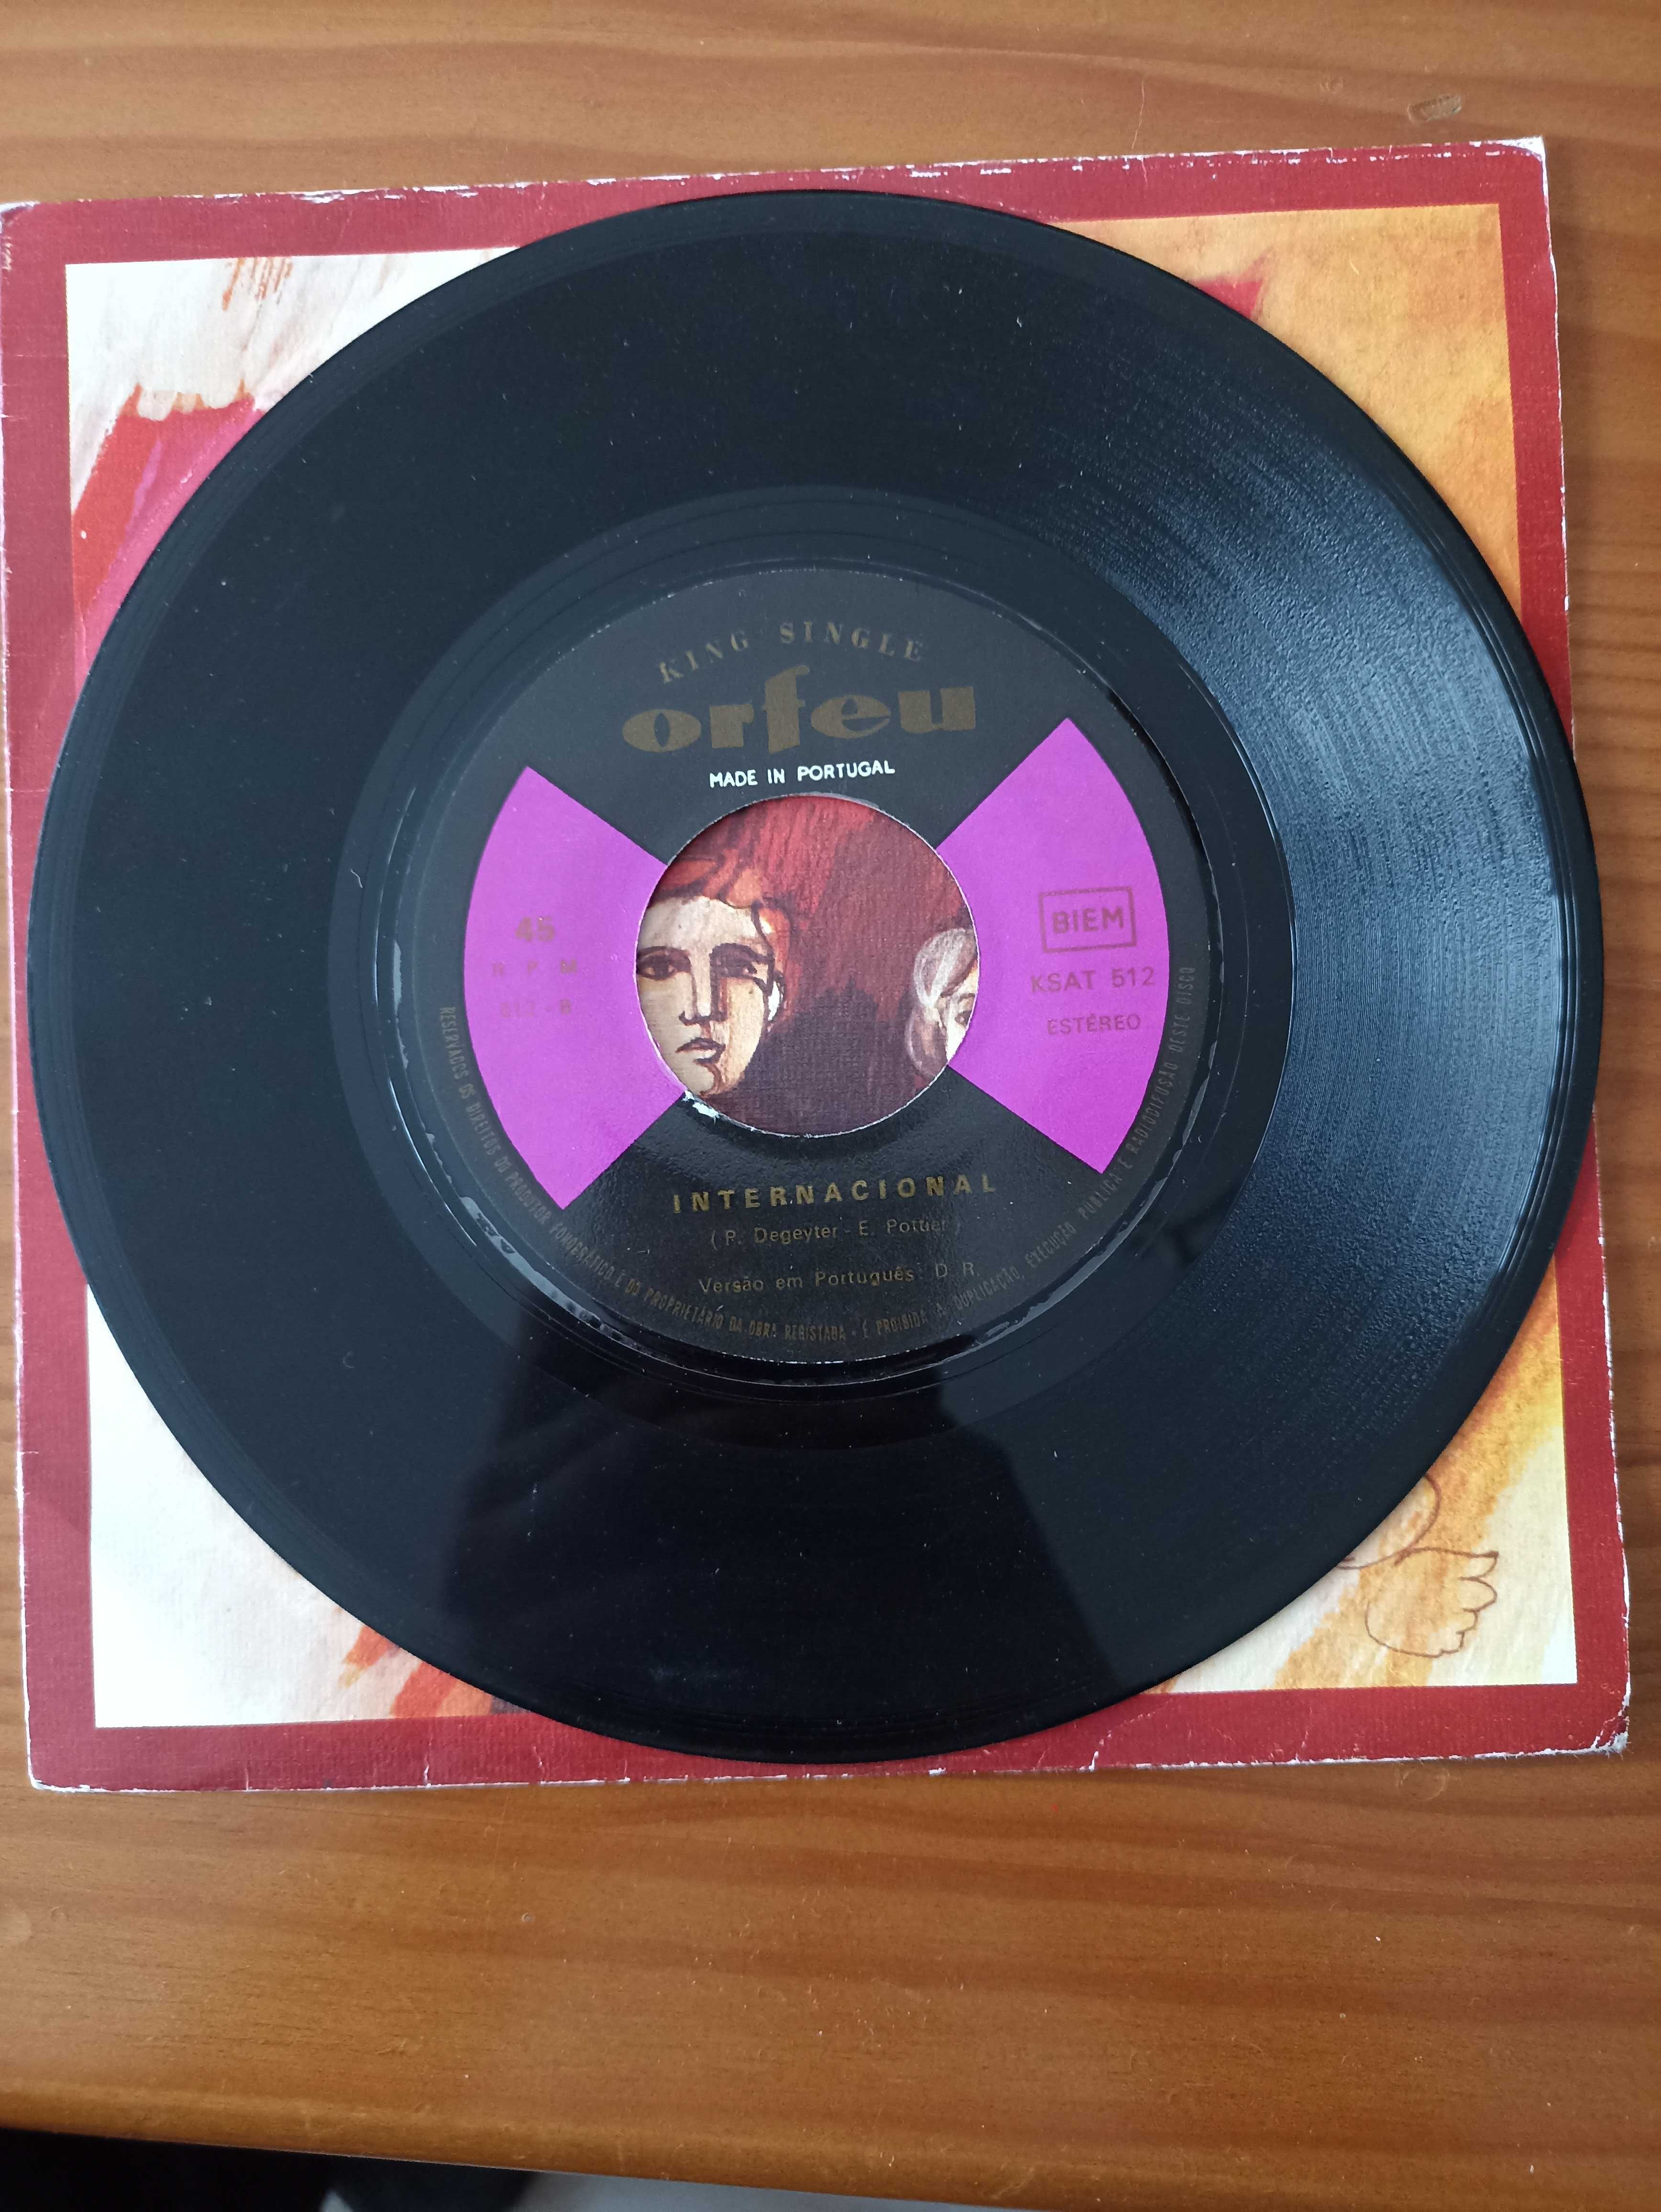 KING SINGLE
orfeu
MADE IN PORTUGAL
45
R P M
512 - B
BIEM
KSAT 512
ESTÉREO
INTERNACIONAL
( P. Degeyter - E. Pottier )
Versão em Português D R
RESERVADOS OS DIREITOS DO PRODUTOR FONOGRÁFICO E DO PROPRIETÁRIO DA OBRA REGISTADA - É PROIBIDA A DUPLICAÇÃO, EXECUÇÃO PÚBLICA E RADIODIFUSÃO DESTE DISCO